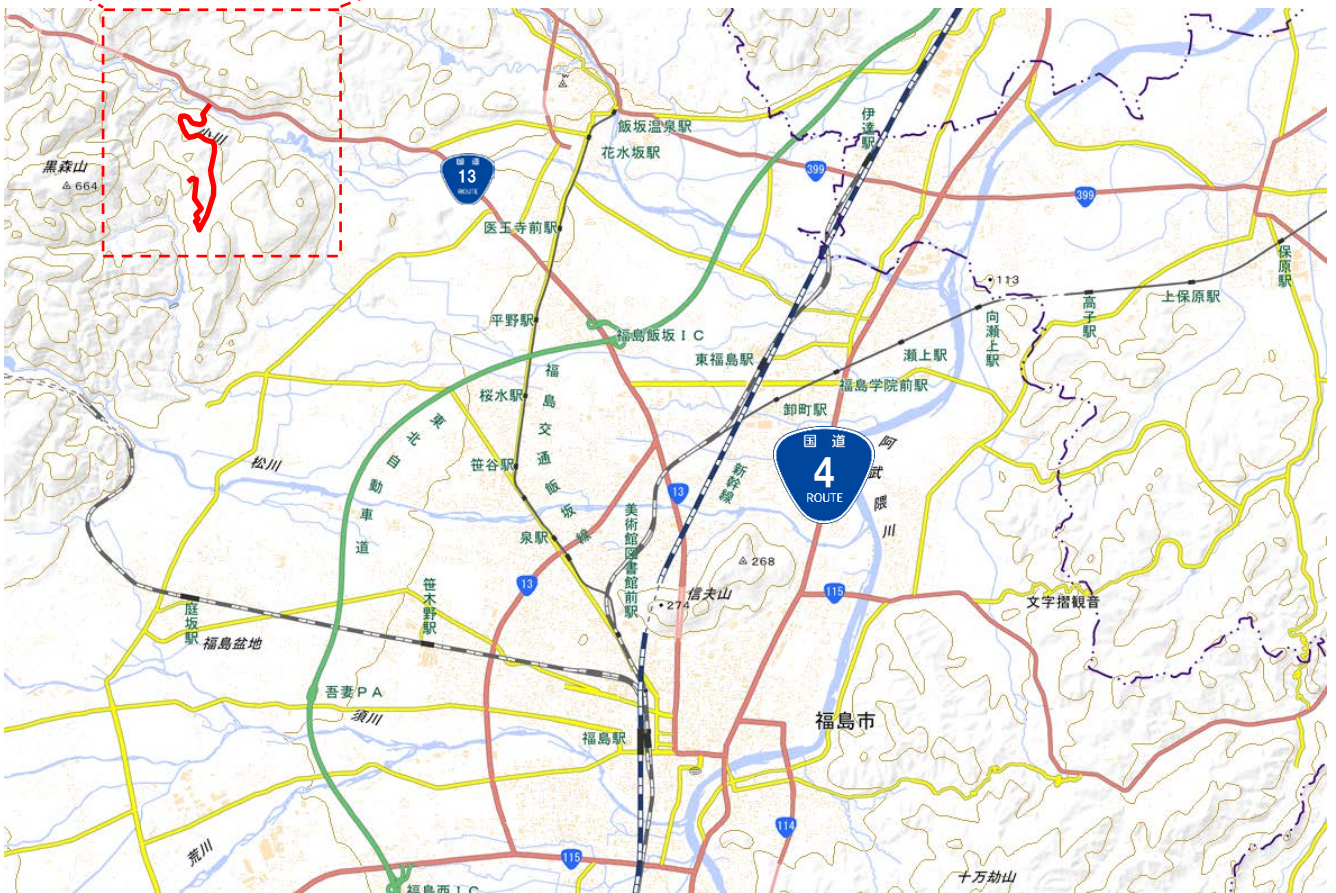 小川
黒森山
664
国道
13
ROUTE
飯坂温泉駅
花水坂駅
伊達駅
399
399
医王寺前駅
113
保原駅
上保原駅
高子駅
向瀬上駅
平野駅
福島飯坂IC
東福島駅
瀬上駅
福島学院前駅
桜水駅
福島交通飯坂線
卸町駅
東北自動車道
国道
4
ROUTE
阿武隈川
松川
笹谷駅
新幹線
13
美術館図書館前駅
泉駅
13
268
信夫山
274
115
文字摺観音
庭坂駅
笹木野駅
福島盆地
吾妻PA
須川
福島駅
福島市
荒川
114
115
福島西IC
十万劫山